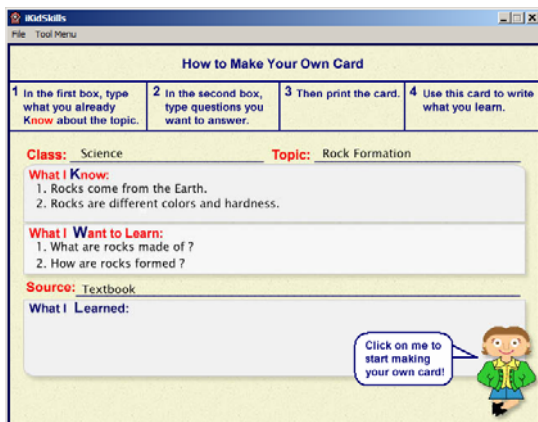 iKidSkills
File Tool Menu
How to Make Your Own Card
1 In the first box, type
what you already
Know about the topic.
2 In the second box,
type questions you
want to answer.
3 Then print the card.
4 Use this card to write
what you learn.
Class: Science Topic: Rock Formation
What I Know:
1. Rocks come from the Earth.
2. Rocks are different colors and hardness.
What I Want to Learn:
1. What are rocks made of ?
2. How are rocks formed ?
Source: Textbook
What I Learned:
Click on me to
start making
your own card!